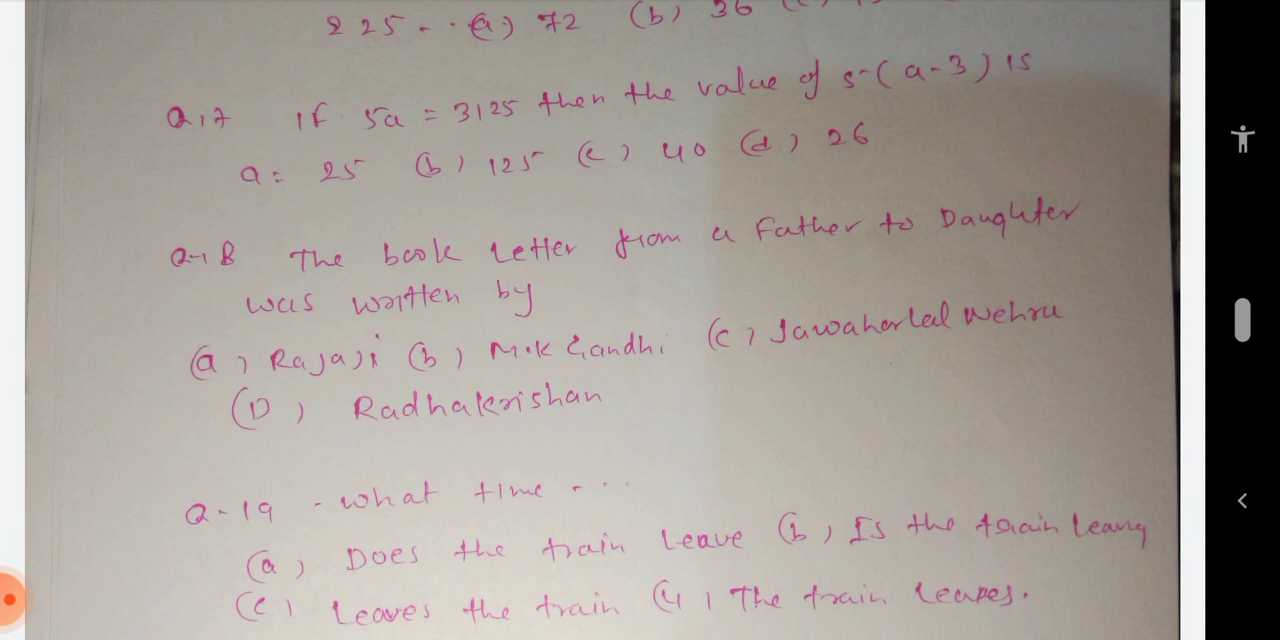 225 - . . (a) 72 (b) 36
Q.17 If 5a = 3125 then the value of 5-(a-3) is
a = 25 (b) 125 (c) 40 (d) 26
Q-18 The book Letter from a Father to Daughter
was written by
(a) Rajaji (b) M.K Gandhi (c) Jawaharlal Nehru
(D) Radhakrishan
Q-19 - What time - . . .
(a) Does the train leave (b) Is the train leaving
(c) Leaves the train (4) The train leaves.